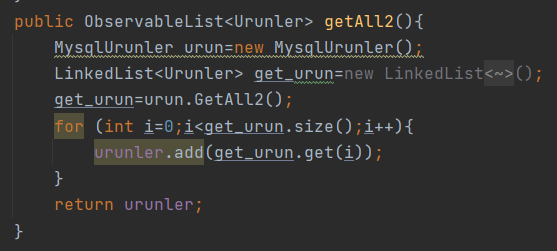 public ObservableList<Urunler> getAll2(){
MysqlUrunler urun=new MysqlUrunler();
LinkedList<Urunler> get_urun=new LinkedList<~>();
get_urun=urun.GetAll2();
for (int i=0;i<get_urun.size();i++){
urunler.add(get_urun.get(i));
}
return urunler;
}